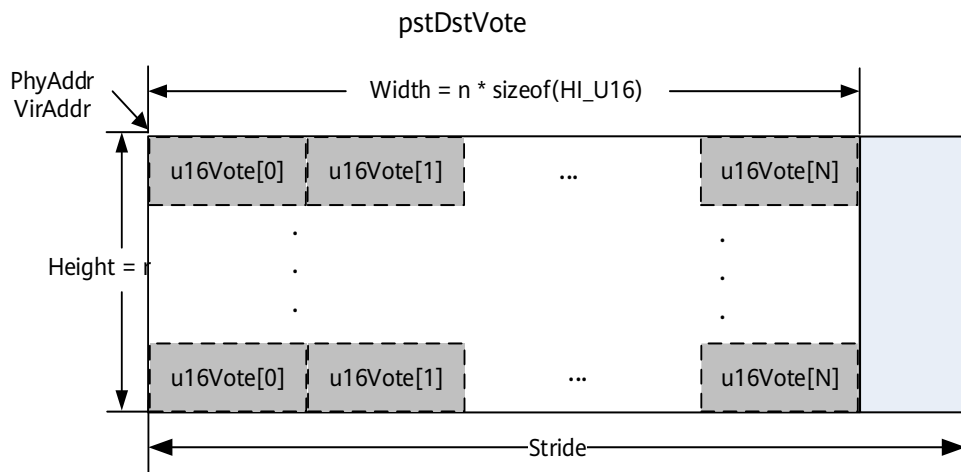 pstDstVote
PhyAddr
VirAddr
Width = n * sizeof(HI_U16)
u16Vote[0] u16Vote[1] ... u16Vote[N]
Height = r
u16Vote[0] u16Vote[1] ... u16Vote[N]
Stride